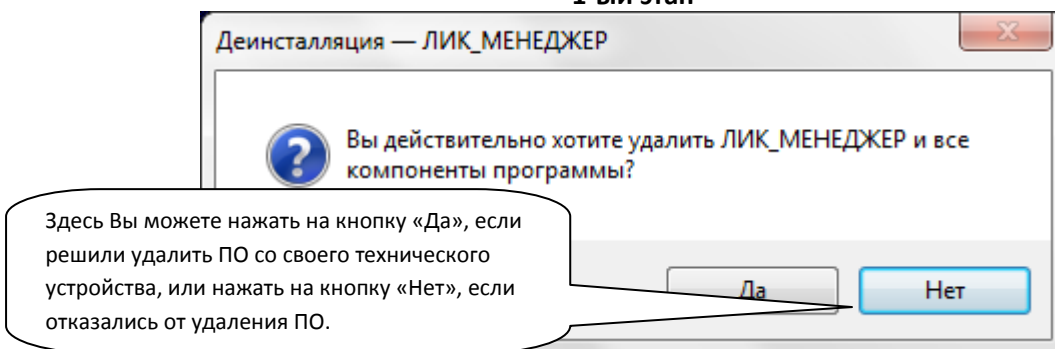 1-ый этап
Деинсталляция — ЛИК_МЕНЕДЖЕР
Вы действительно хотите удалить ЛИК_МЕНЕДЖЕР и все
компоненты программы?
Здесь Вы можете нажать на кнопку «Да», если
решили удалить ПО со своего технического
устройства, или нажать на кнопку «Нет», если
отказались от удаления ПО.
Да
Нет